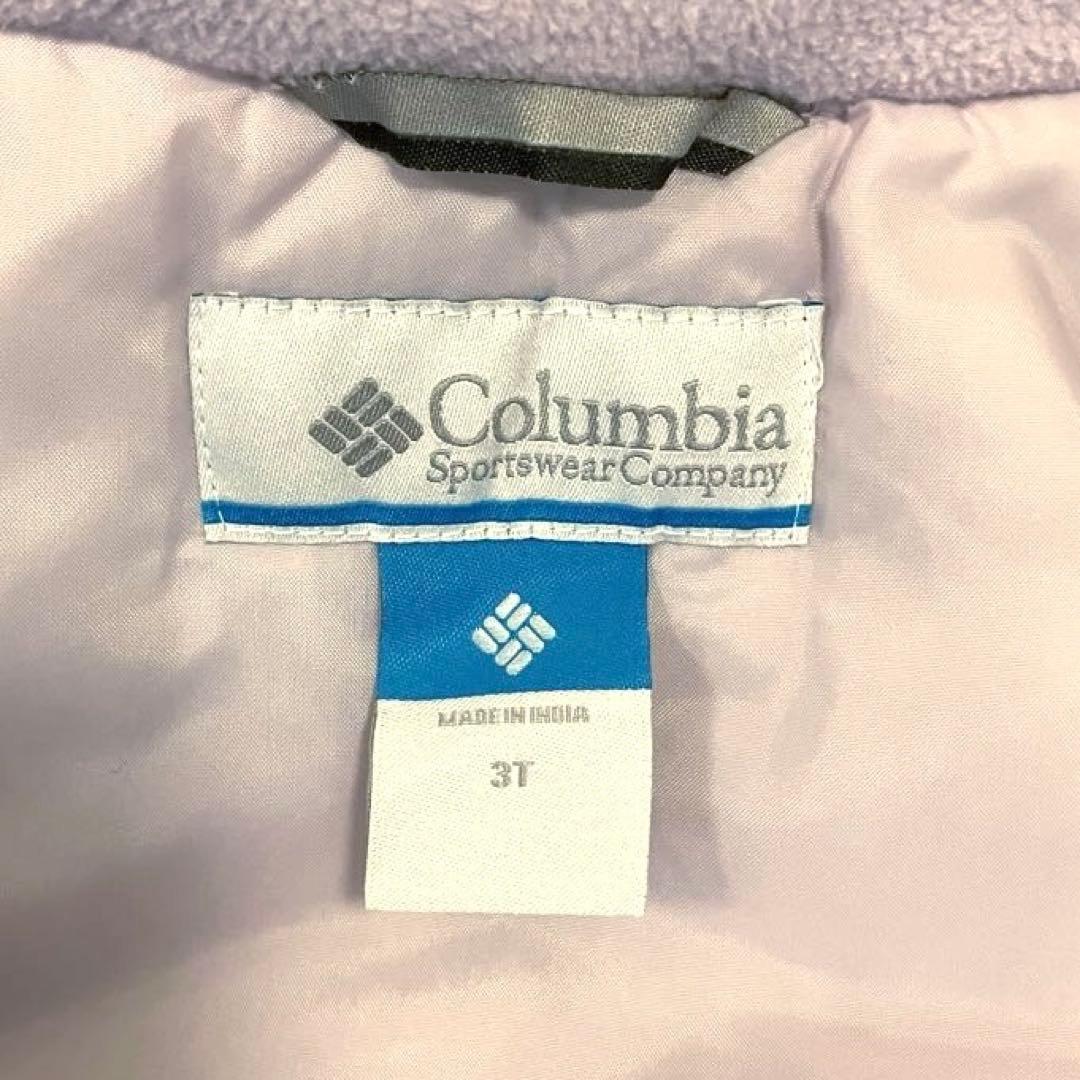 Columbia
Sportswear Company
MADE IN INDIA
3T